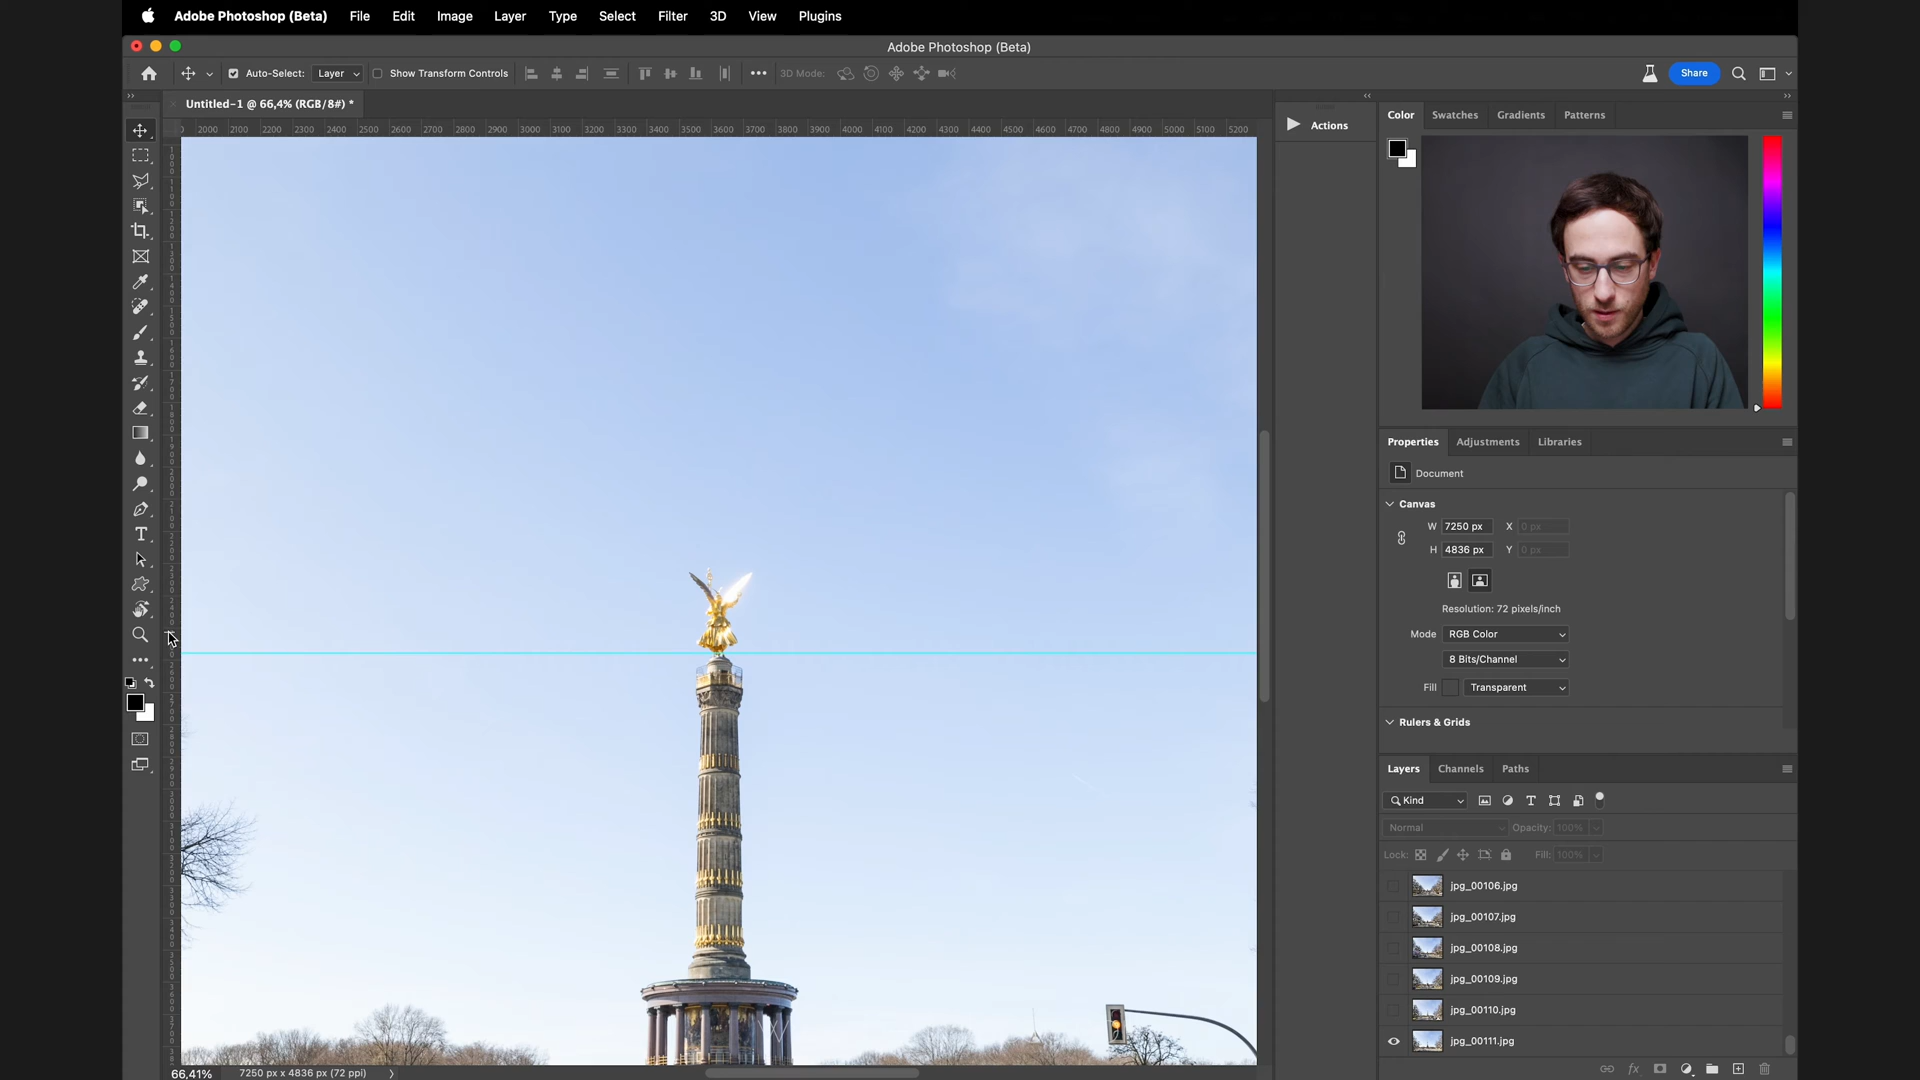 Adobe Photoshop (Beta) File Edit Image Layer Type Select Filter 3D View Plugins
Adobe Photoshop (Beta)
Auto-Select: Layer Show Transform Controls ••• 3D Mode: Share
Untitled-1 @ 66,4% (RGB/8#) *
2000 2100 2200 2300 2400 2500 2600 2700 2800 2900 3000 3100 3200 3300 3400 3500 3600 3700 3800 3900 4000 4100 4200 4300 4400 4500 4600 4700 4800 4900 5000 5100 5200
Actions
Color Swatches Gradients Patterns
Properties Adjustments Libraries
Document
Canvas
W 7250 px X 0 px
H 4836 px Y 0 px
Resolution: 72 pixels/inch
Mode RGB Color
8 Bits/Channel
Fill Transparent
Rulers & Grids
Layers Channels Paths
Kind
Normal Opacity: 100%
Lock: Fill: 100%
jpg_00106.jpg
jpg_00107.jpg
jpg_00108.jpg
jpg_00109.jpg
jpg_00110.jpg
jpg_00111.jpg
66,41% 7250 px x 4836 px (72 ppi)